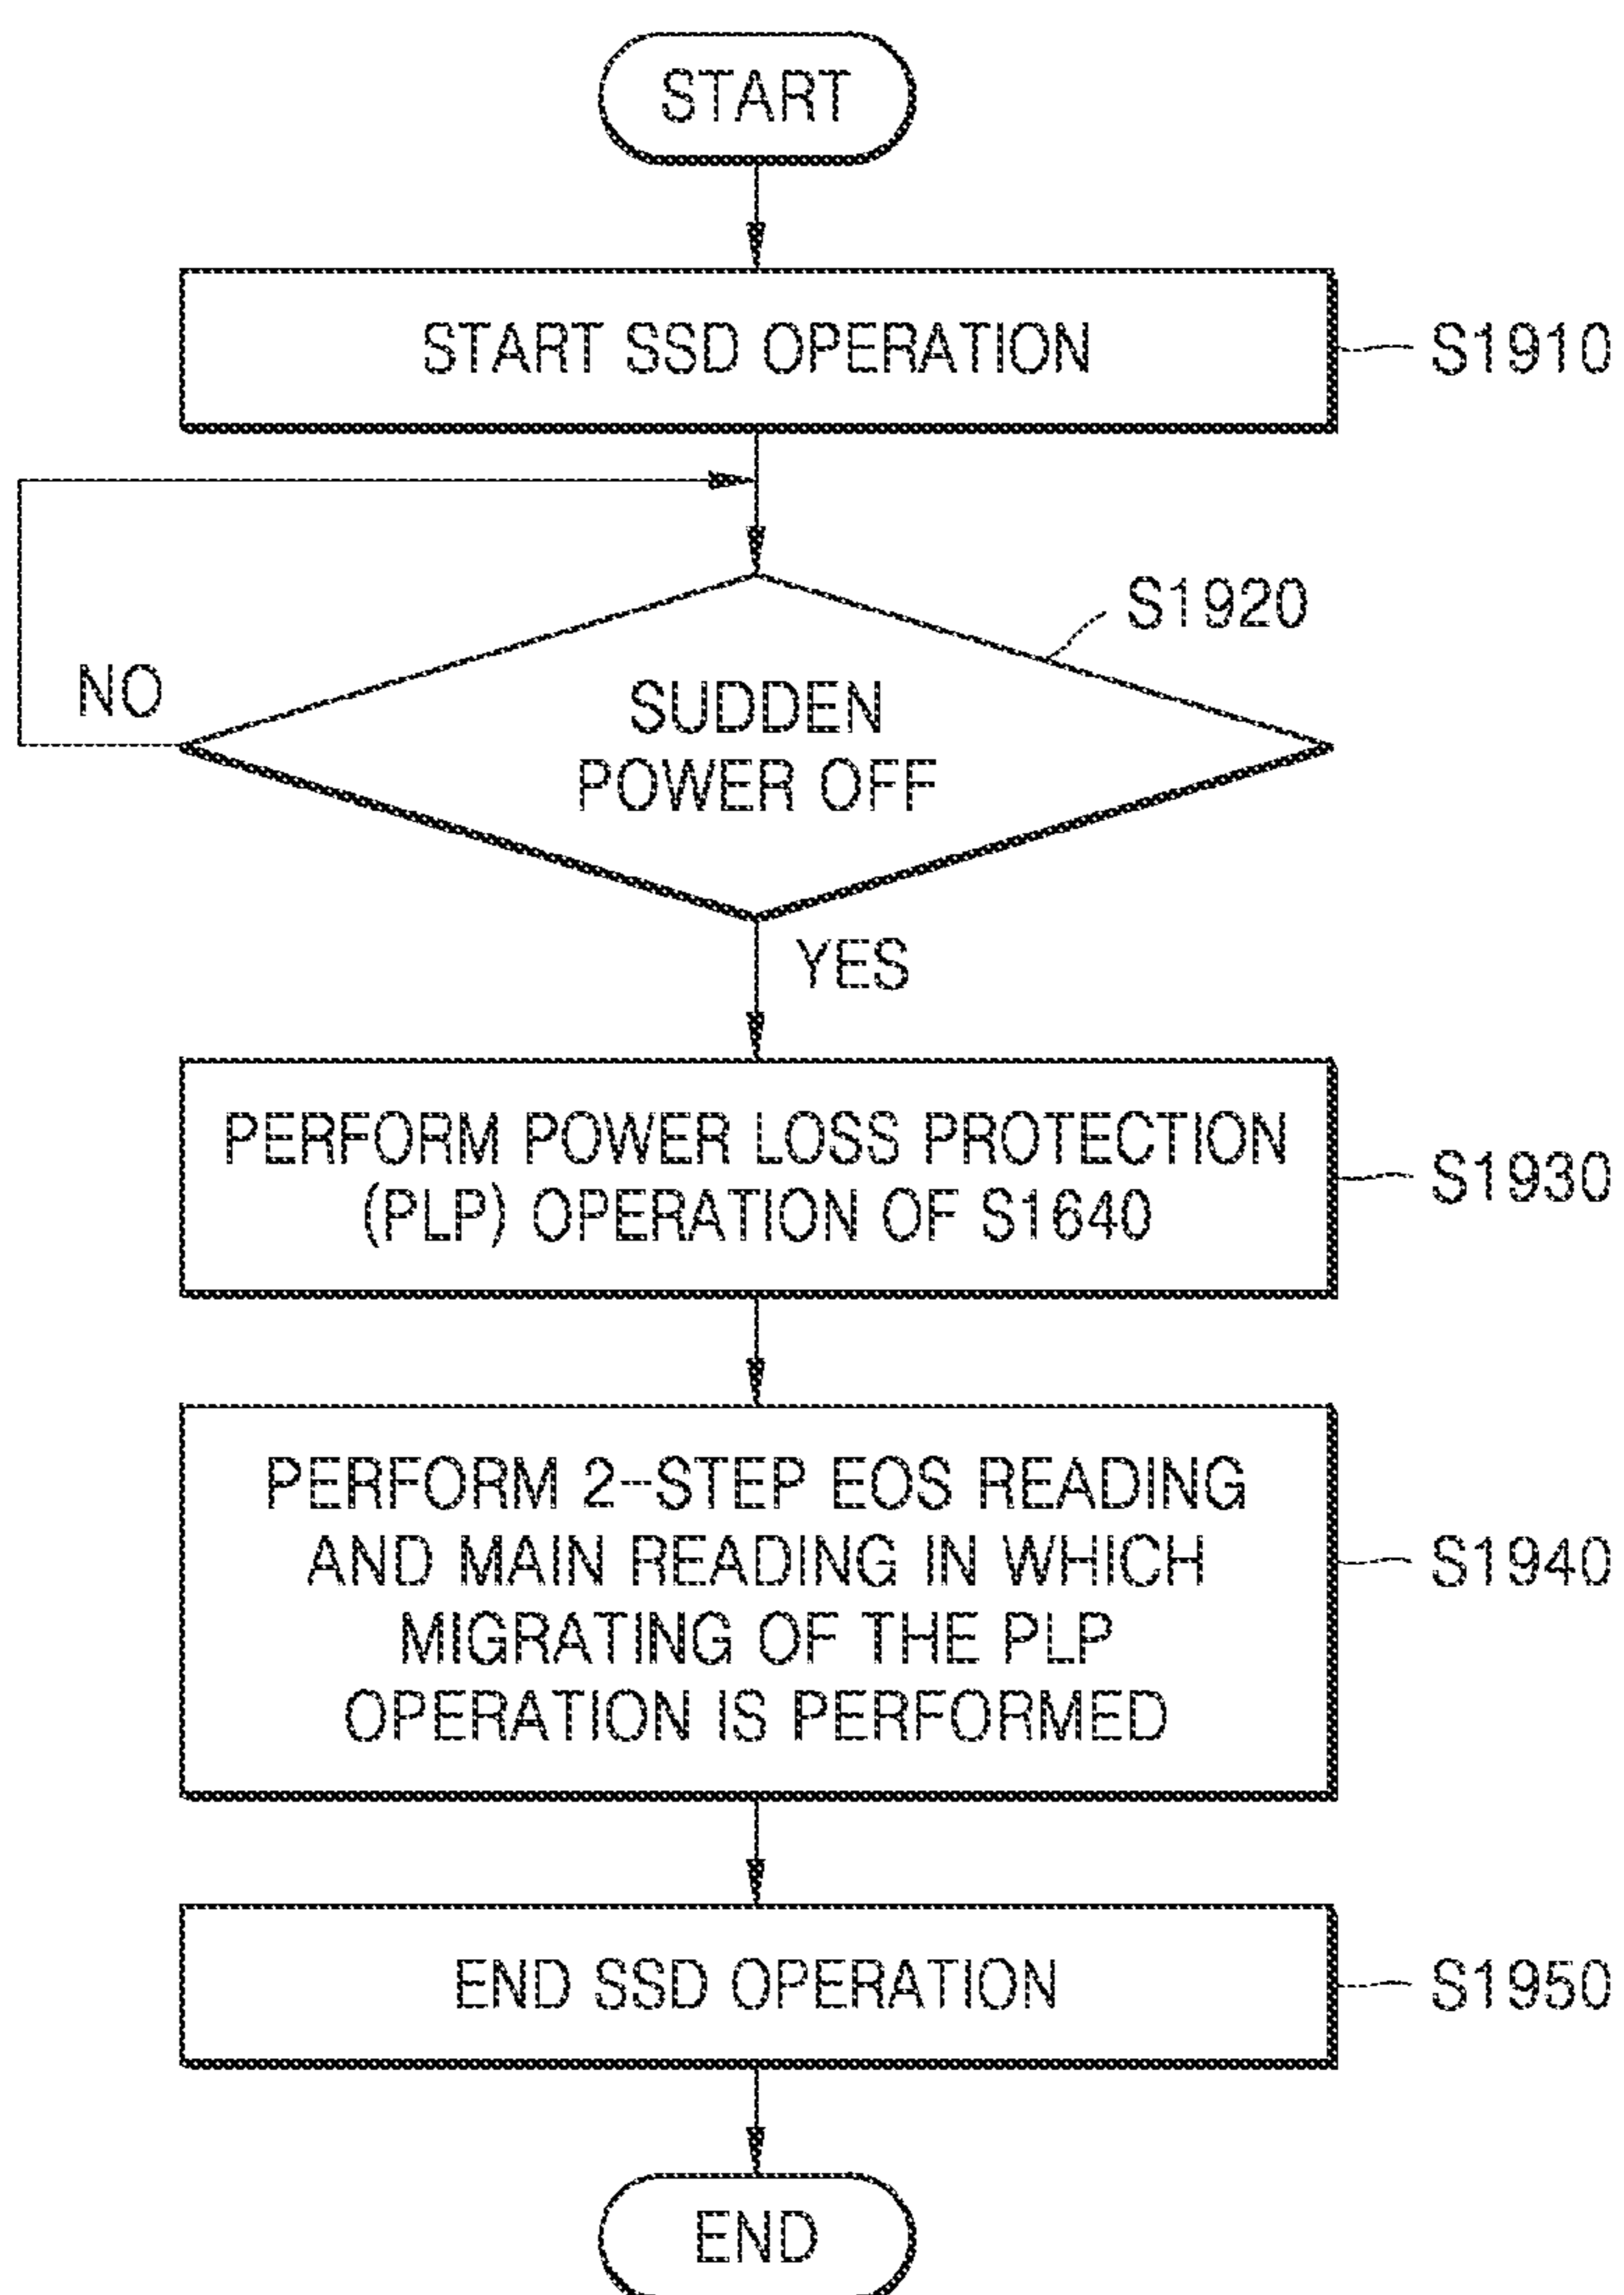 START
START SSD OPERATION
S1910
S1920
NO
SUDDEN
POWER OFF
YES
PERFORM POWER LOSS PROTECTION
(PLP) OPERATION OF S1640
S1930
PERFORM 2-STEP EOS READING
AND MAIN READING IN WHICH
MIGRATING OF THE PLP
OPERATION IS PERFORMED
S1940
END SSD OPERATION
S1950
END